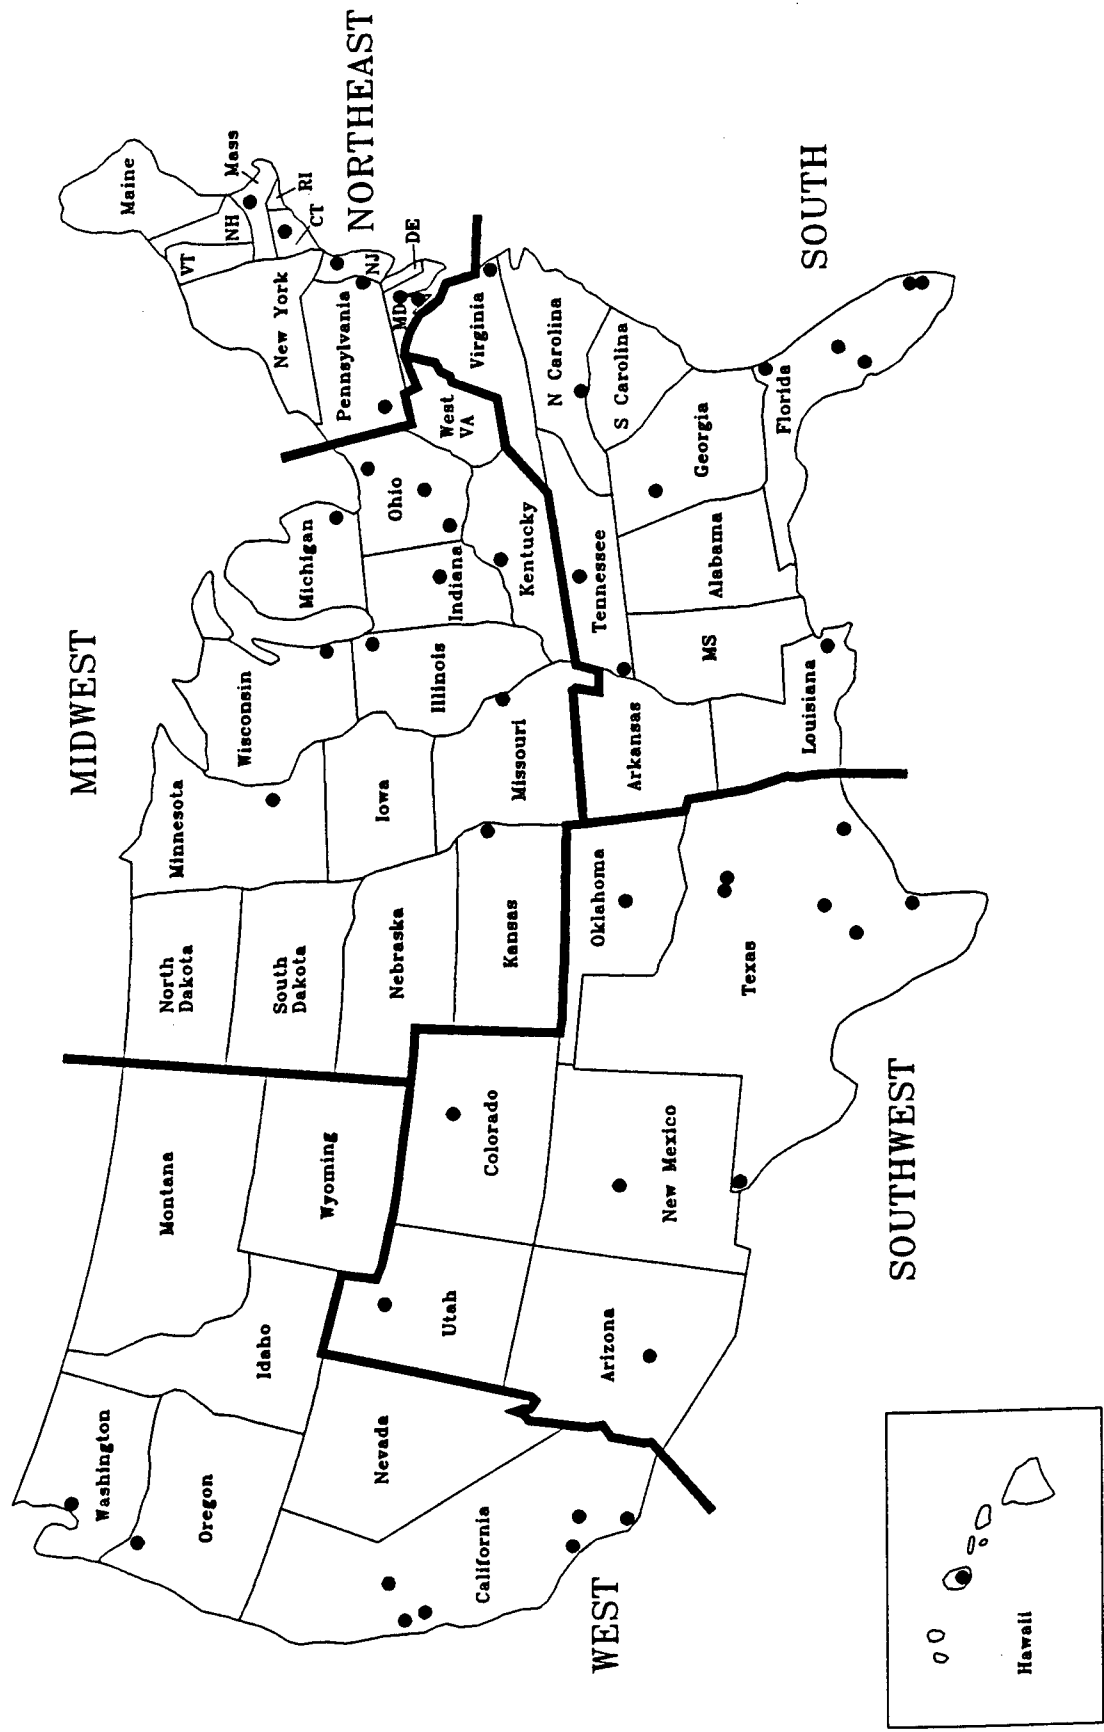 MIDWEST
NORTHEAST
SOUTH
SOUTHWEST
WEST
Washington
Oregon
California
Nevada
Idaho
Montana
Wyoming
Utah
Arizona
Colorado
New Mexico
North
Dakota
South
Dakota
Nebraska
Kansas
Oklahoma
Texas
Minnesota
Iowa
Missouri
Arkansas
Louisiana
Wisconsin
Illinois
Michigan
Indiana
Ohio
Kentucky
Tennessee
MS
Alabama
Georgia
Florida
S Carolina
N Carolina
Virginia
West
VA
Pennsylvania
New York
MD
DE
NJ
CT
RI
Mass
NH
VT
Maine
Hawaii